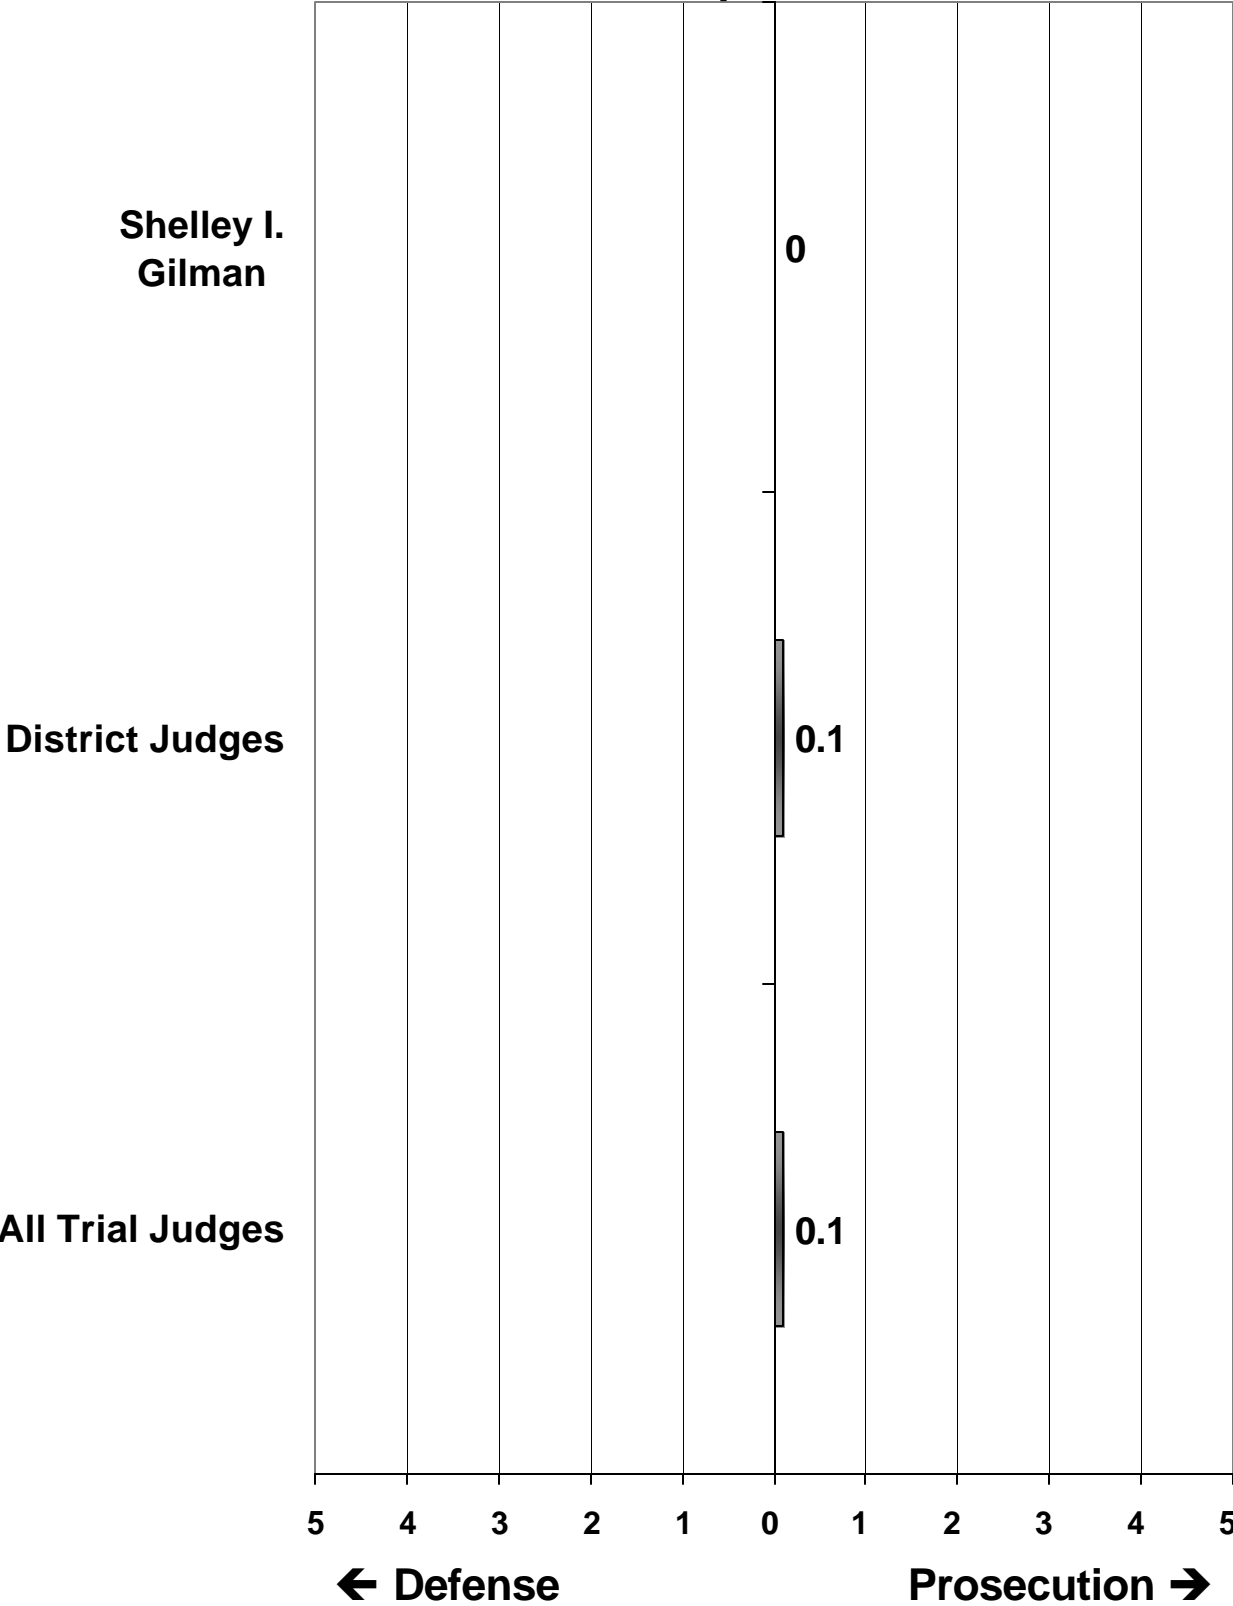 Shelley I.
Gilman
0
District Judges
0.1
All Trial Judges
0.1
5 4 3 2 1 0 1 2 3 4 5
← Defense Prosecution →